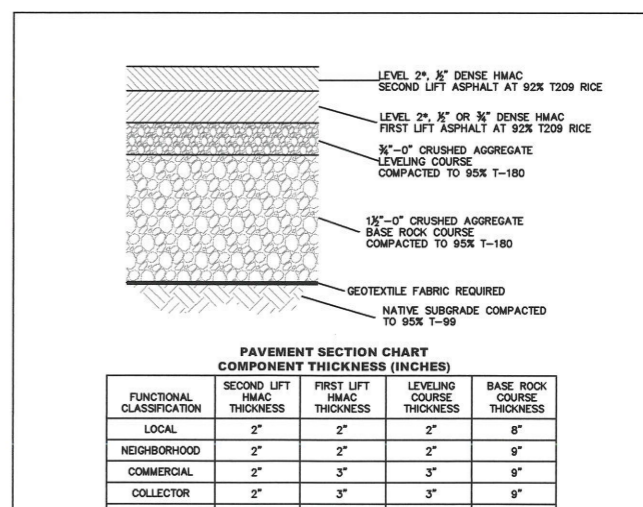 LEVEL 2*, ½" DENSE HMAC
SECOND LIFT ASPHALT AT 92% T209 RICE
LEVEL 2*, ½" OR ¾" DENSE HMAC
FIRST LIFT ASPHALT AT 92% T209 RICE
¾"-0" CRUSHED AGGREGATE
LEVELING COURSE
COMPACTED TO 95% T-180
1½"-0" CRUSHED AGGREGATE
BASE ROCK COURSE
COMPACTED TO 95% T-180
GEOTEXTILE FABRIC REQUIRED
NATIVE SUBGRADE COMPACTED
TO 95% T-99
PAVEMENT SECTION CHART
COMPONENT THICKNESS (INCHES)
FUNCTIONAL CLASSIFICATION SECOND LIFT HMAC THICKNESS FIRST LIFT HMAC THICKNESS LEVELING COURSE THICKNESS BASE ROCK COURSE THICKNESS
LOCAL 2" 2" 2" 8"
NEIGHBORHOOD 2" 2" 2" 9"
COMMERCIAL 2" 3" 3" 9"
COLLECTOR 2" 3" 3" 9"